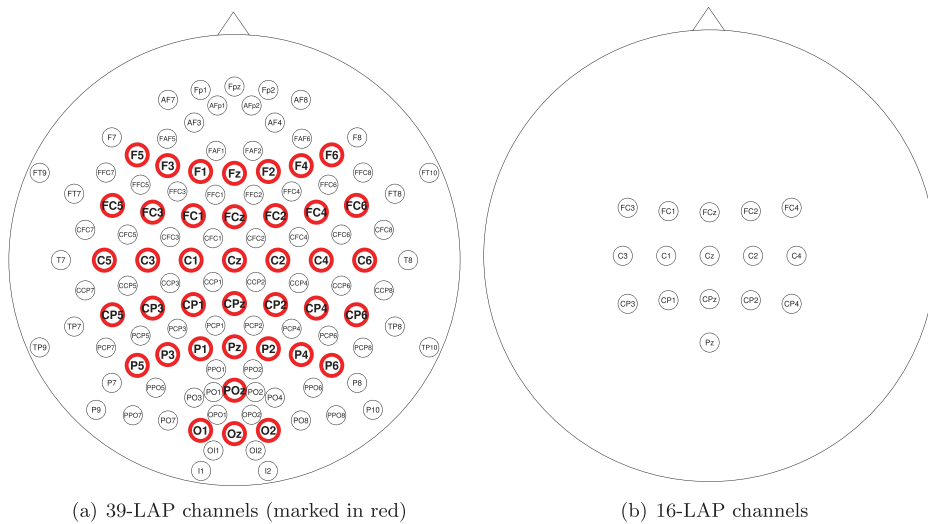 Fp1 Fpz Fp2
AF7 AFp1 AFp2 AF8
AF3 AF4
F7 FAF5 FAF1 FAF2 FAF6 F8
F5 F3 F1 Fz F2 F4 F6
FT9 FFC7 FFC5 FFC3 FFC1 FFC2 FFC4 FFC6 FFC8 FT10
FT7 FC5 FC3 FC1 FCz FC2 FC4 FC6 FT8
CFC7 CFC5 CFC3 CFC1 CFC2 CFC4 CFC6 CFC8
T7 C5 C3 C1 Cz C2 C4 C6 T8
CCP7 CCP5 CCP3 CCP1 CCP2 CCP4 CCP6 CCP8
TP7 CP5 CP3 CP1 CPz CP2 CP4 CP6 TP8
TP9 PCP7 PCP5 PCP3 PCP1 PCP2 PCP4 PCP6 PCP8 TP10
P5 P3 P1 Pz P2 P4 P6
P7 PPO5 PPO1 PPO2 PPO6 P8
P9 PPO7 PO7 PO3 PO1 POz PO2 PO4 PO8 PPO8 P10
OPO1 OPO2
O1 Oz O2
OI1 OI2
I1 I2
(a) 39-LAP channels (marked in red)
FC3 FC1 FCz FC2 FC4
C3 C1 Cz C2 C4
CP3 CP1 CPz CP2 CP4
Pz
(b) 16-LAP channels